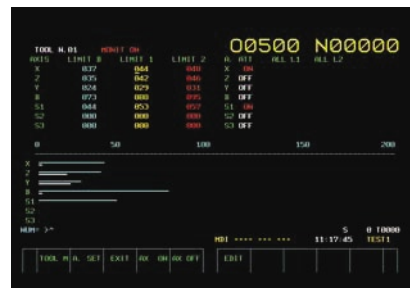 O0500 N00000
TOOL N.01 MONIT ON
AXIS LIMIT 0 LIMIT 1 LIMIT 2 A. ATT ALL L1 ALL L2
X 037 044 048 X ON
Z 035 042 046 Z OFF
Y 024 029 031 Y OFF
B 073 088 095 B OFF
S1 044 053 057 S1 ON
S2 000 000 000 S2 OFF
S3 000 000 000 S3 OFF
0 50 100 150 200
X
Z
Y
B
S1
S2
S3
NUM= >^ S 0 T0000
MDI **** *** *** 11:17:45 TEST1
TOOL M A. SET EXIT AX ON AX OFF EDIT